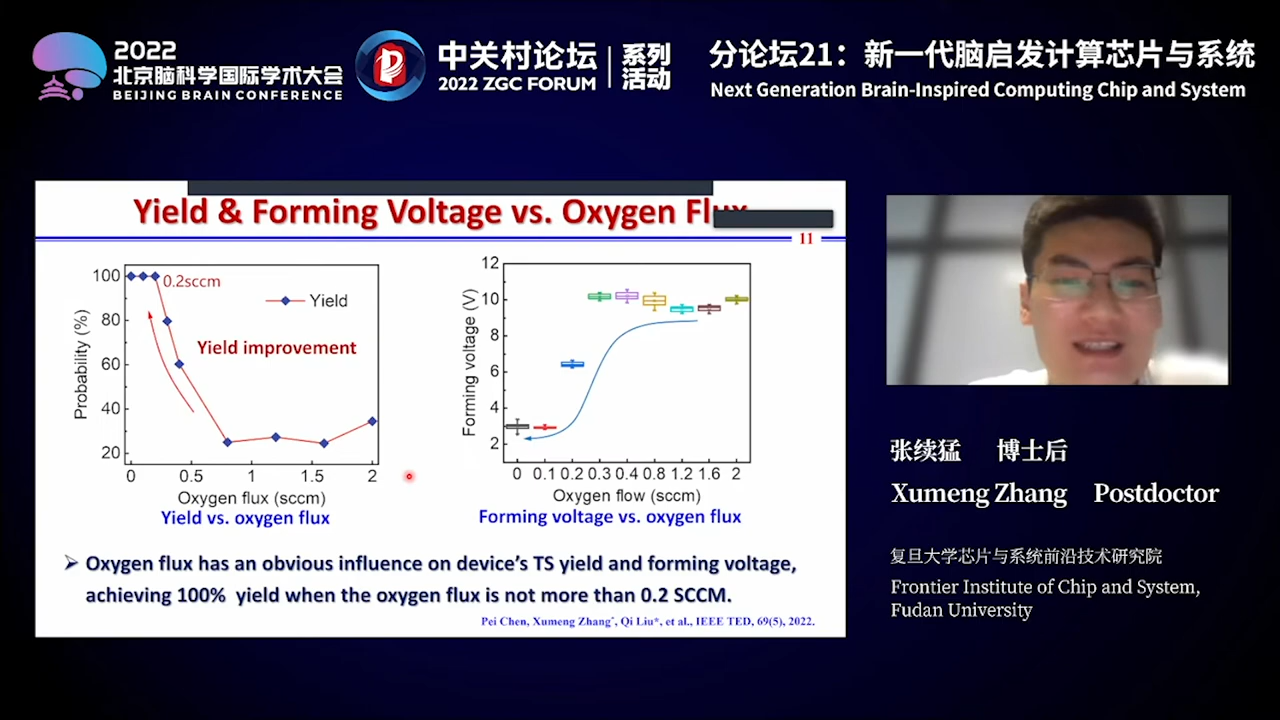 2022
北京脑科学国际学术大会
BEIJING BRAIN CONFERENCE
中关村论坛
2022 ZGC FORUM
系列
活动
分论坛21：新一代脑启发计算芯片与系统
Next Generation Brain-Inspired Computing Chip and System
Yield & Forming Voltage vs. Oxygen Flux
11
100
80
60
40
20
Probability (%)
0.2sccm
Yield
Yield improvement
0 0.5 1 1.5 2
Oxygen flux (sccm)
Yield vs. oxygen flux
12
10
8
6
4
2
Forming voltage (V)
0 0.1 0.2 0.3 0.4 0.8 1.2 1.6 2
Oxygen flow (sccm)
Forming voltage vs. oxygen flux
➢ Oxygen flux has an obvious influence on device's TS yield and forming voltage,
achieving 100% yield when the oxygen flux is not more than 0.2 SCCM.
Pei Chen, Xumeng Zhang*, Qi Liu*, et al., IEEE TED, 69(5), 2022.
张续猛 博士后
Xumeng Zhang Postdoctor
复旦大学芯片与系统前沿技术研究院
Frontier Institute of Chip and System,
Fudan University